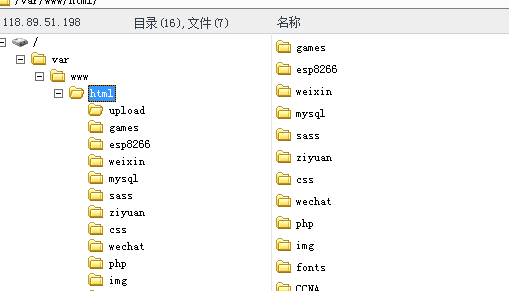 /var/www/html/
118.89.51.198 目录(16),文件(7) 名称
/
var
www
html
upload
games
esp8266
weixin
mysql
sass
ziyuan
css
wechat
php
img
games
esp8266
weixin
mysql
sass
ziyuan
css
wechat
php
img
fonts
CCNA